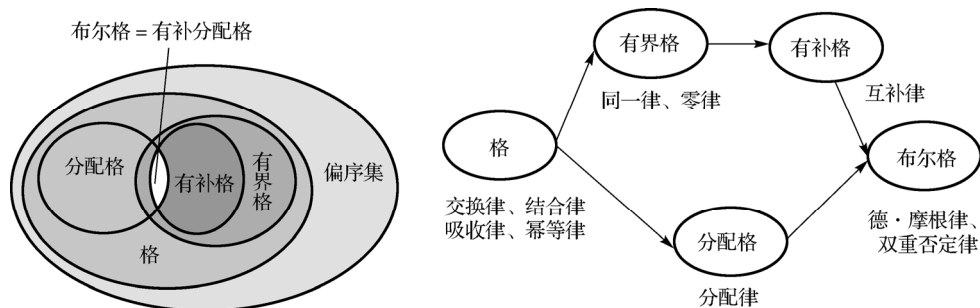 布尔格 = 有补分配格
分配格
有补格
有界格
偏序集
格
有界格
有补格
同一律、零律
互补律
格
布尔格
交换律、结合律
吸收律、幂等律
分配格
德·摩根律、
双重否定律
分配律